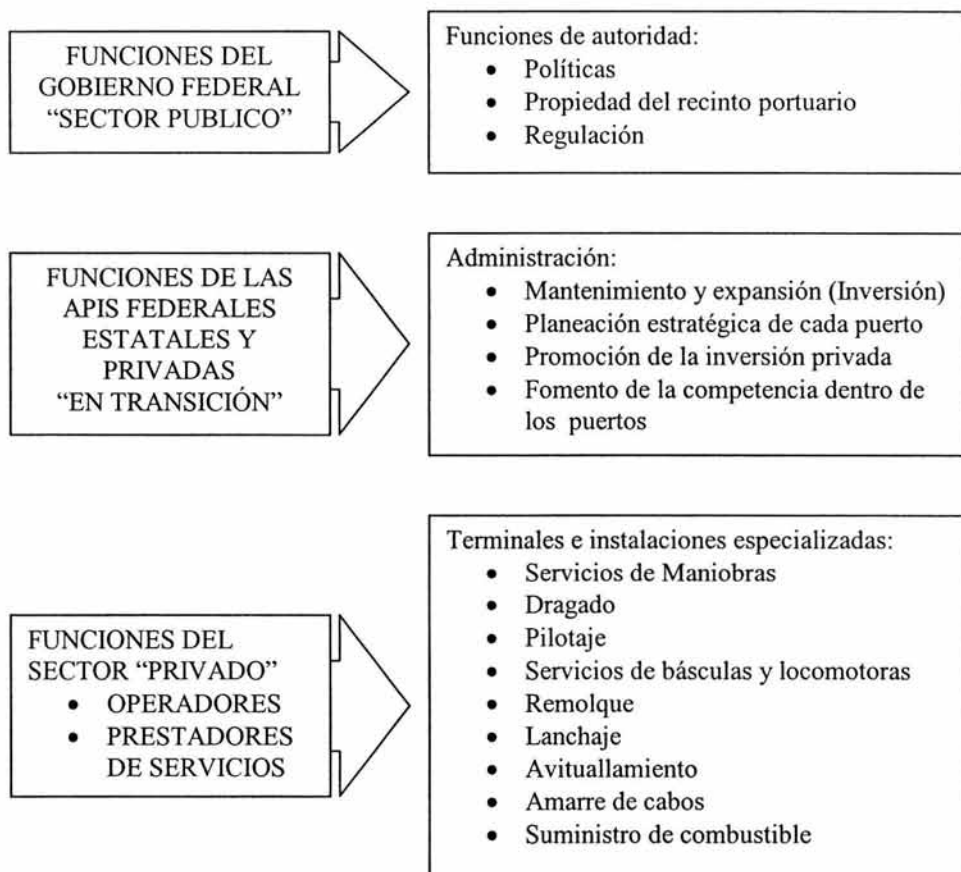 FUNCIONES DEL
GOBIERNO FEDERAL
“SECTOR PUBLICO”
Funciones de autoridad:
• Políticas
• Propiedad del recinto portuario
• Regulación
FUNCIONES DE LAS
APIS FEDERALES
ESTATALES Y
PRIVADAS
“EN TRANSICIÓN”
Administración:
• Mantenimiento y expansión (Inversión)
• Planeación estratégica de cada puerto
• Promoción de la inversión privada
• Fomento de la competencia dentro de
los puertos
FUNCIONES DEL
SECTOR “PRIVADO”
• OPERADORES
• PRESTADORES
DE SERVICIOS
Terminales e instalaciones especializadas:
• Servicios de Maniobras
• Dragado
• Pilotaje
• Servicios de básculas y locomotoras
• Remolque
• Lanchaje
• Avituallamiento
• Amarre de cabos
• Suministro de combustible